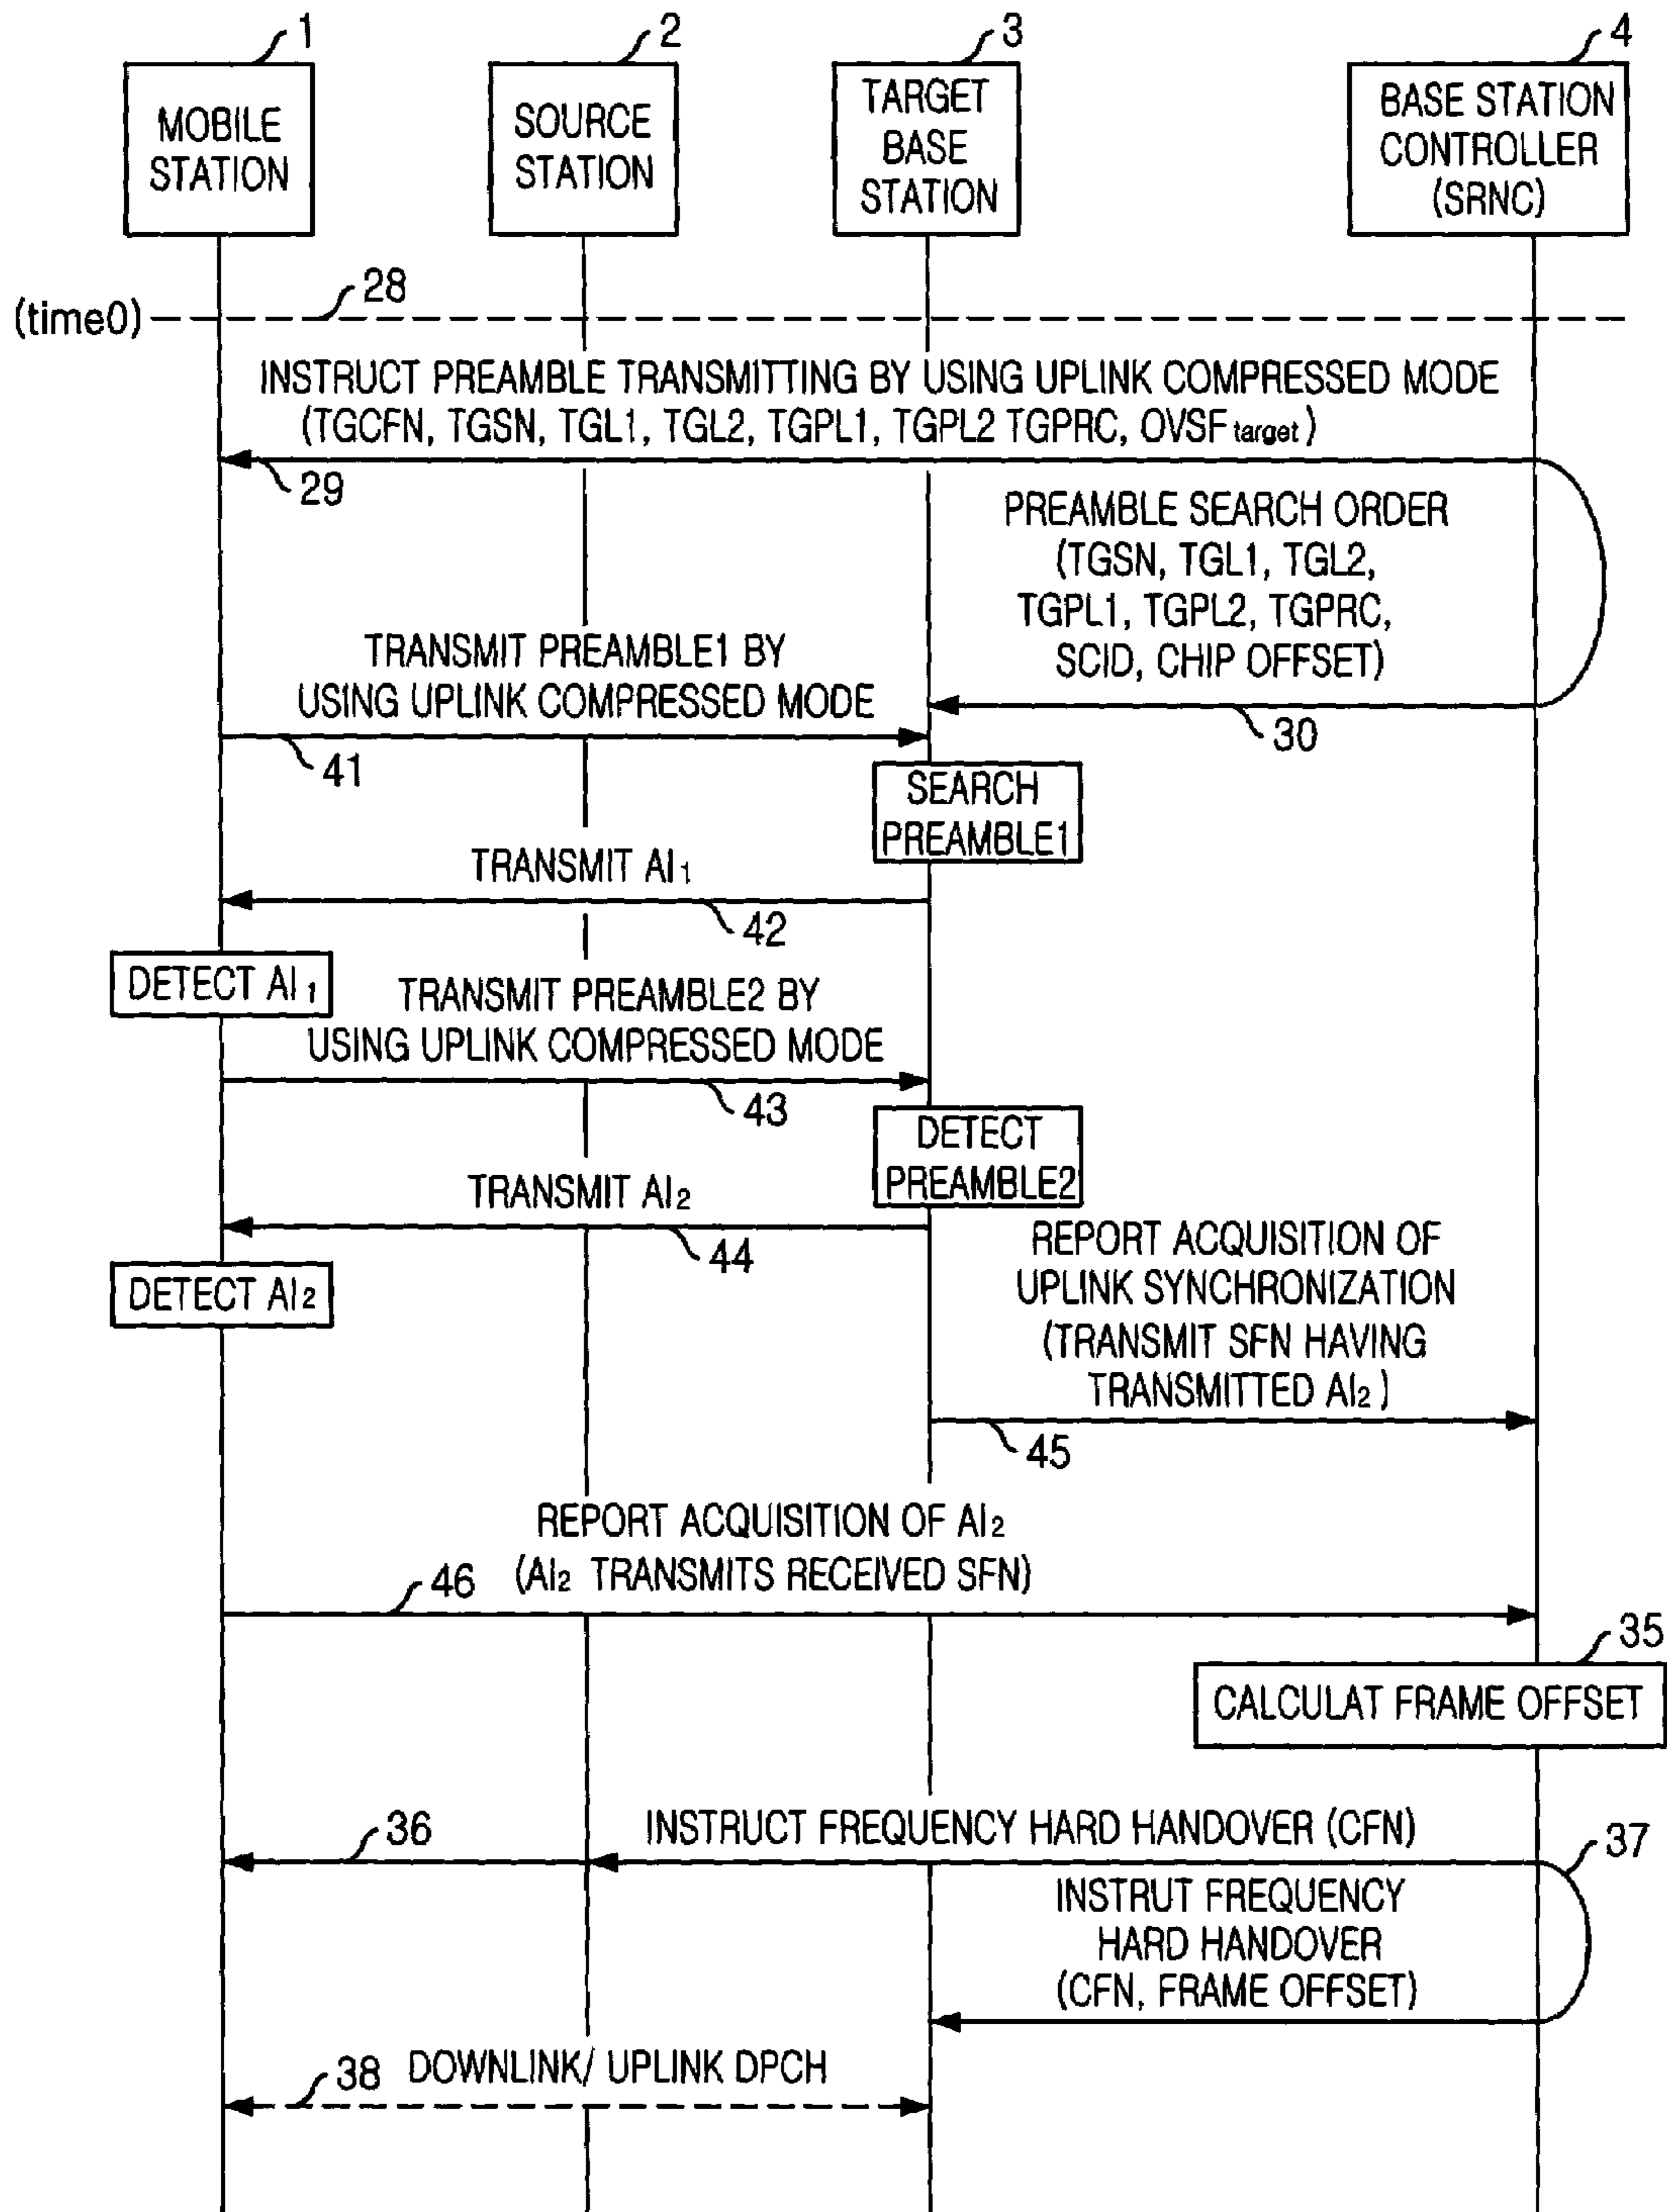 1
2
3
4
MOBILE
STATION
SOURCE
STATION
TARGET
BASE
STATION
BASE STATION
CONTROLLER
(SRNC)
28
(time0)
INSTRUCT PREAMBLE TRANSMITTING BY USING UPLINK COMPRESSED MODE
(TGCFN, TGSN, TGL1, TGL2, TGPL1, TGPL2 TGPRC, OVSFtarget)
29
PREAMBLE SEARCH ORDER
(TGSN, TGL1, TGL2,
TGPL1, TGPL2, TGPRC,
SCID, CHIP OFFSET)
30
TRANSMIT PREAMBLE1 BY
USING UPLINK COMPRESSED MODE
41
SEARCH
PREAMBLE1
TRANSMIT AI1
42
DETECT AI1
TRANSMIT PREAMBLE2 BY
USING UPLINK COMPRESSED MODE
43
DETECT
PREAMBLE2
TRANSMIT AI2
44
DETECT AI2
REPORT ACQUISITION OF
UPLINK SYNCHRONIZATION
(TRANSMIT SFN HAVING
TRANSMITTED AI2)
45
REPORT ACQUISITION OF AI2
(AI2 TRANSMITS RECEIVED SFN)
46
35
CALCULAT FRAME OFFSET
36
INSTRUCT FREQUENCY HARD HANDOVER (CFN)
37
INSTRUT FREQUENCY
HARD HANDOVER
(CFN, FRAME OFFSET)
38
DOWNLINK/ UPLINK DPCH